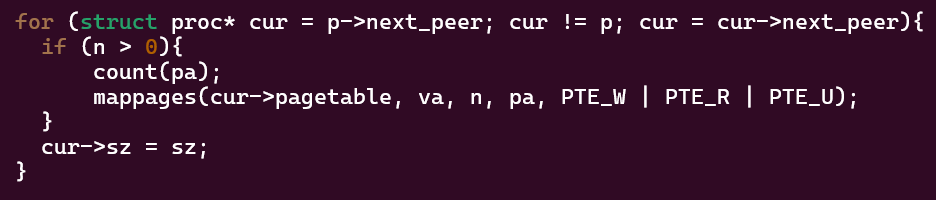 for (struct proc* cur = p->next_peer; cur != p; cur = cur->next_peer){
  if (n > 0){
      count(pa);
      mappages(cur->pagetable, va, n, pa, PTE_W | PTE_R | PTE_U);
  }
  cur->sz = sz;
}